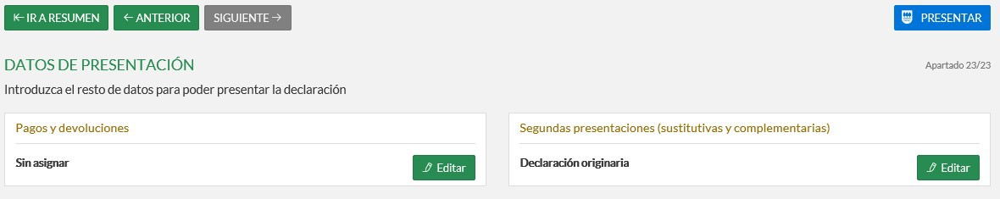 IR A RESUMEN ANTERIOR SIGUIENTE PRESENTAR
DATOS DE PRESENTACIÓN Apartado 23/23
Introduzca el resto de datos para poder presentar la declaración
Pagos y devoluciones
Sin asignar Editar
Segundas presentaciones (sustitutivas y complementarias)
Declaración originaria Editar